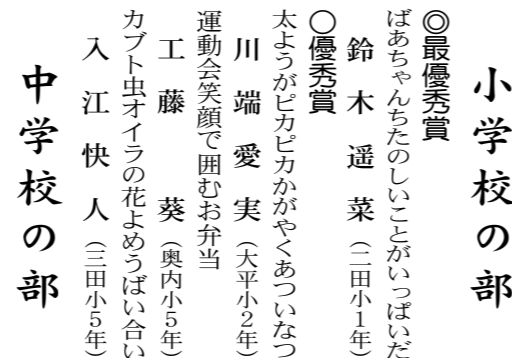 小学校の部
◎最優秀賞
ばあちゃんちたのしいことがいっぱいだ
鈴木遥菜（二田小１年）
○優秀賞
太ようがピカピカかがやくあついなつ
川端愛実（大平小２年）
運動会笑顔で囲むお弁当
工藤　葵（奥内小５年）
カブト虫オイラの花よめうばい合い
入江快人（三田小５年）
中学校の部